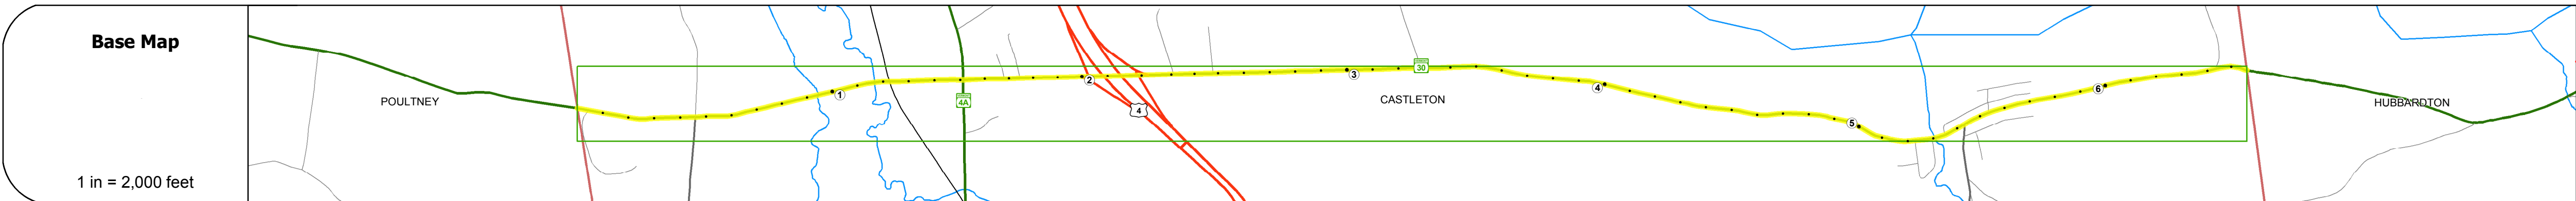 Base Map
1 in = 2,000 feet
POULTNEY
1
4A
2
4
3
CASTLETON
30
4
5
6
HUBBARDTON